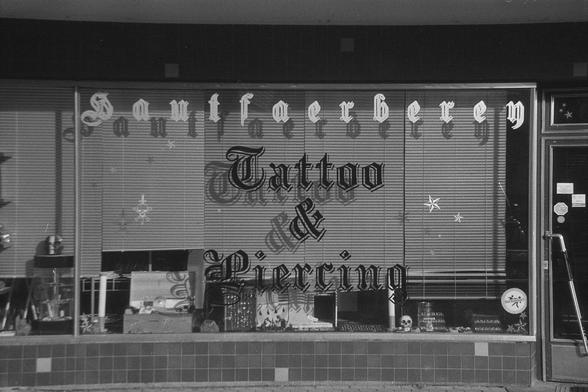 Hautfaerberey
Tattoo
&
Piercing